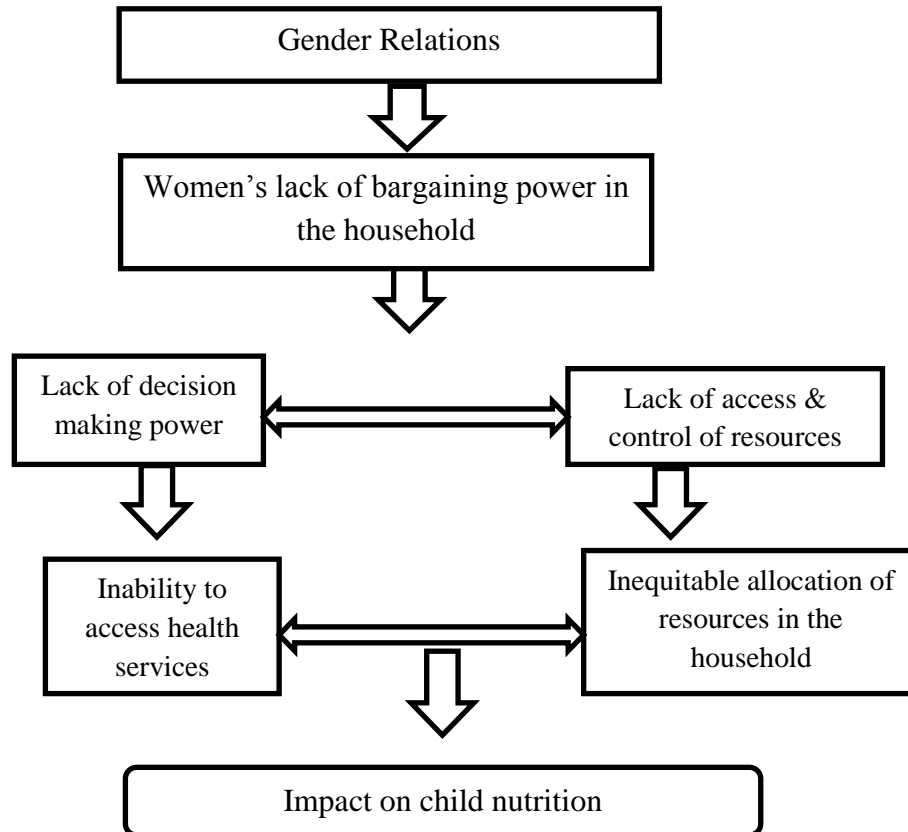 Gender Relations
Women’s lack of bargaining power in
the household
Lack of decision
making power
Lack of access &
control of resources
Inability to
access health
services
Inequitable allocation of
resources in the
household
Impact on child nutrition